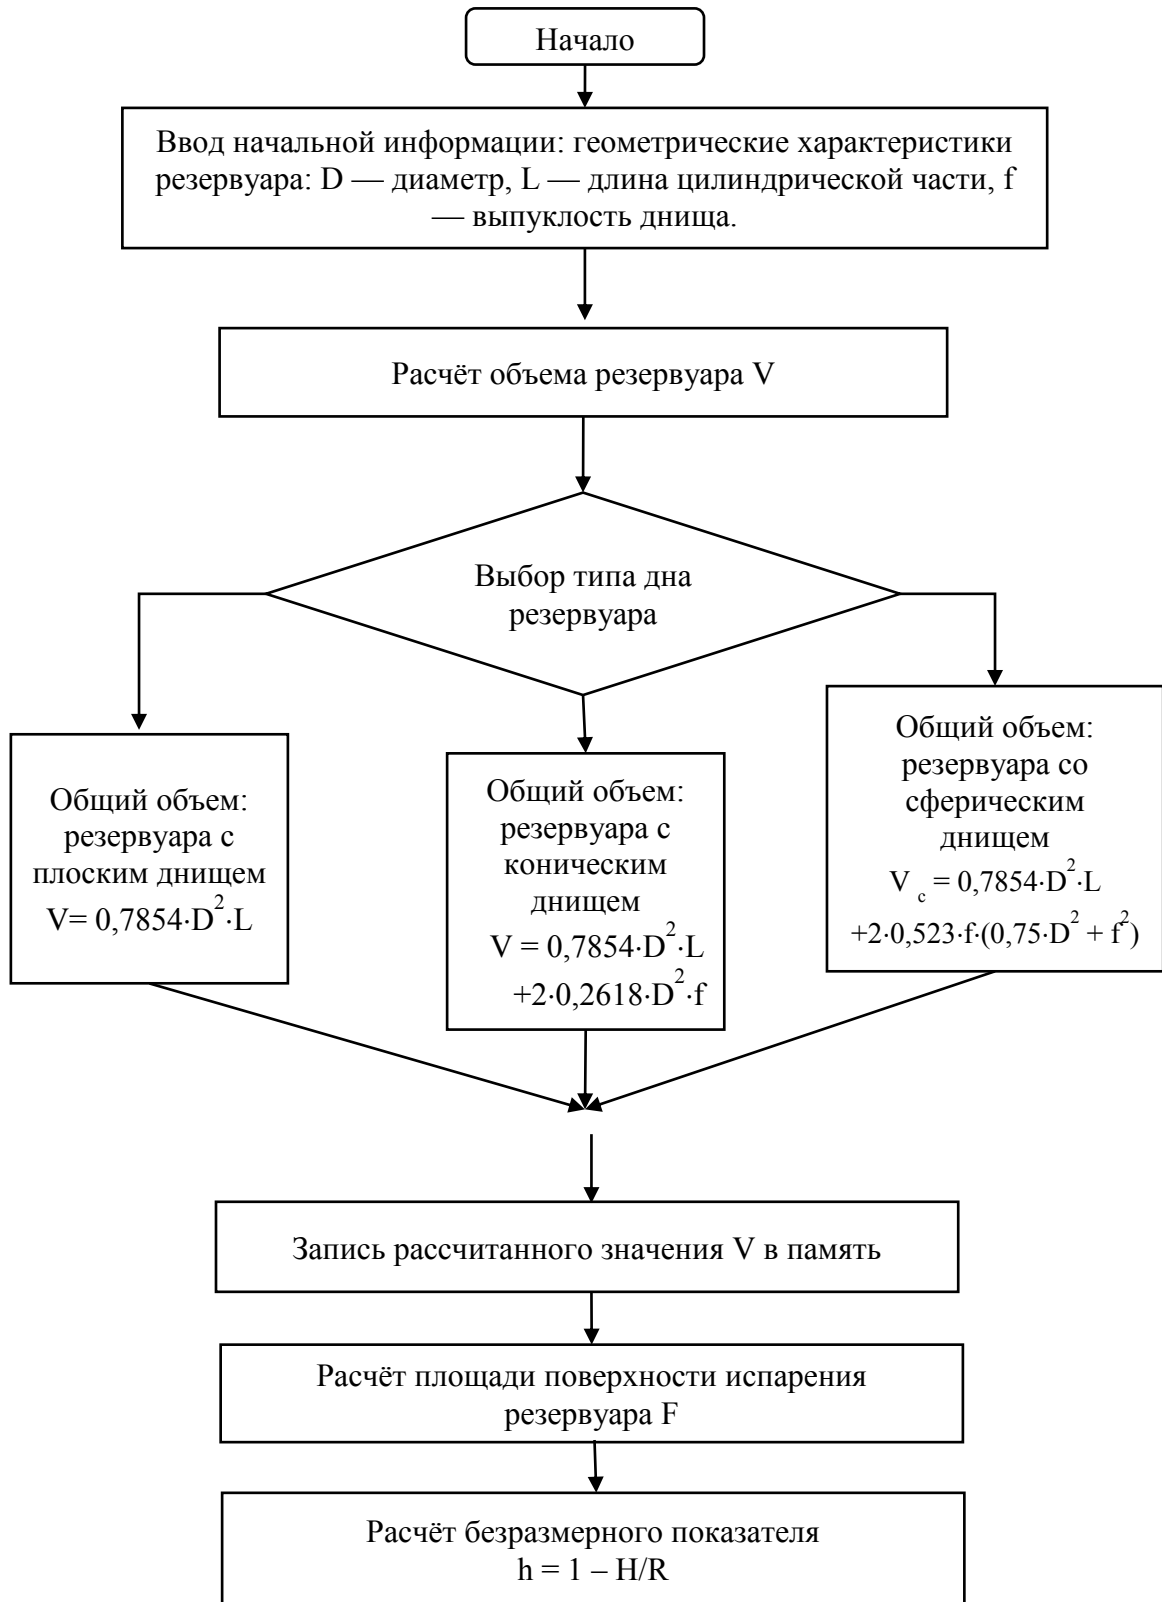 Начало
Ввод начальной информации: геометрические характеристики
резервуара: D — диаметр, L — длина цилиндрической части, f
— выпуклость днища.
Расчёт объема резервуара V
Выбор типа дна
резервуара
Общий объем:
резервуара с
плоским днищем
V= 0,7854·D²·L
Общий объем:
резервуара с
коническим
днищем
V = 0,7854·D²·L
+2·0,2618·D²·f
Общий объем:
резервуара со
сферическим
днищем
V c = 0,7854·D²·L
+2·0,523·f·(0,75·D² + f²)
Запись рассчитанного значения V в память
Расчёт площади поверхности испарения
резервуара F
Расчёт безразмерного показателя
h = 1 – H/R